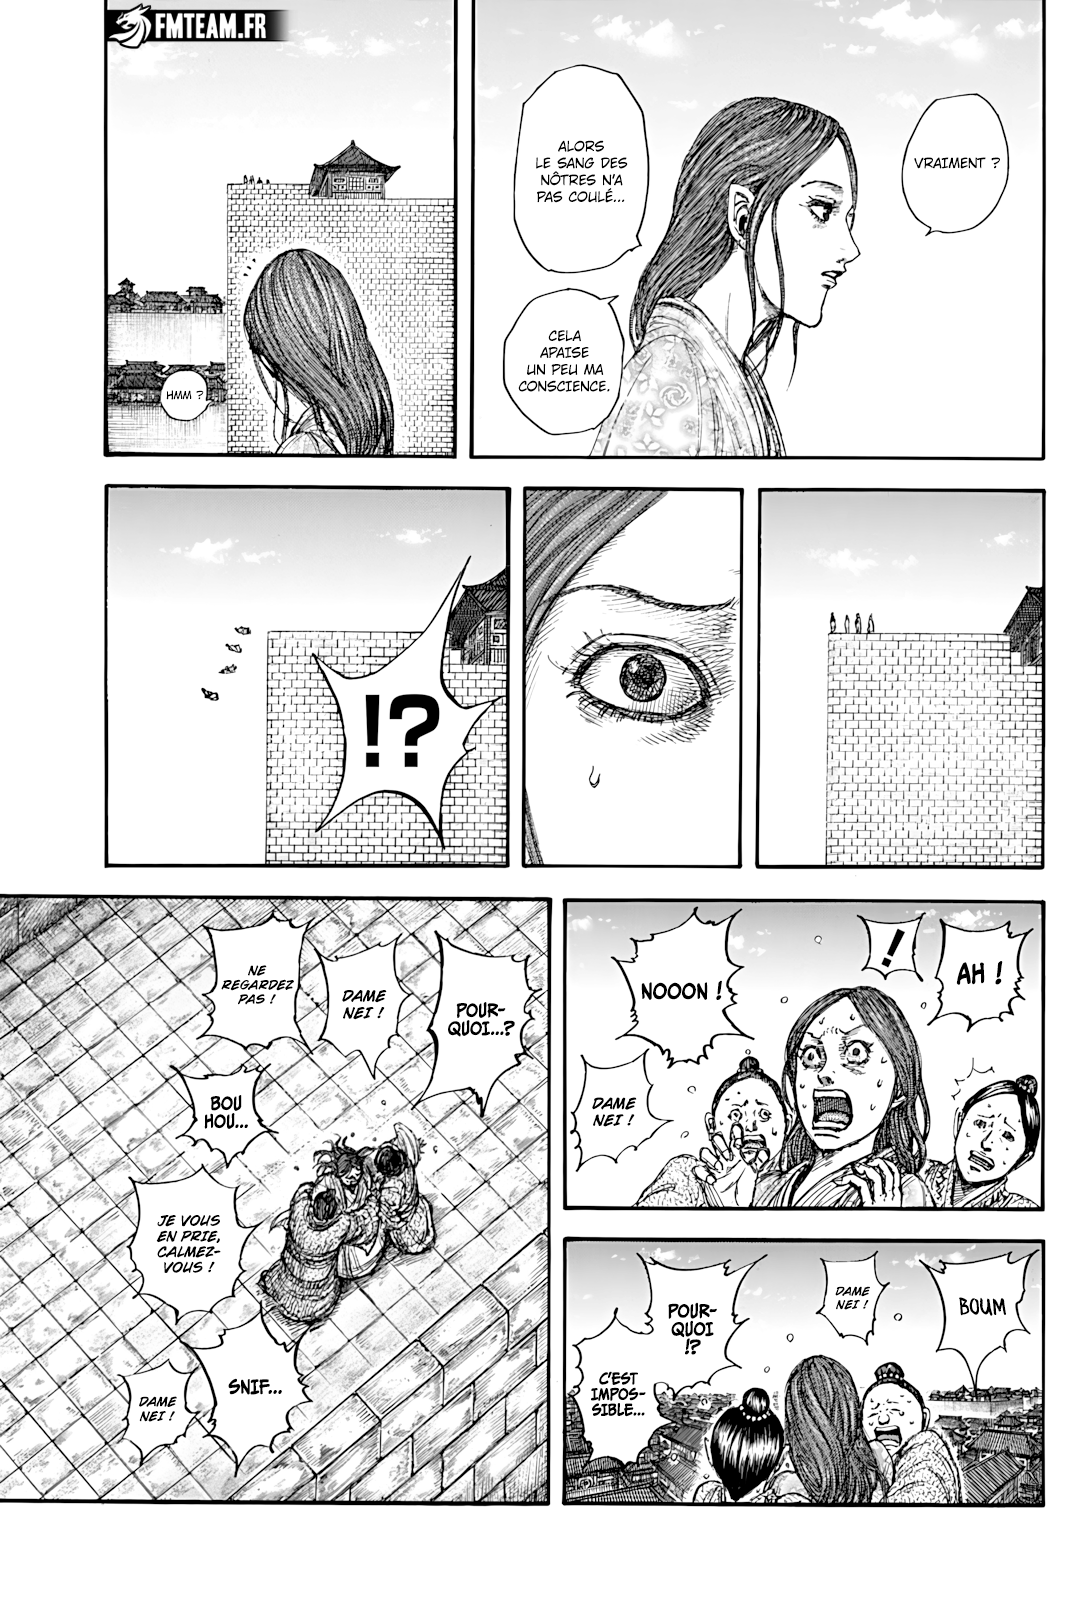 FMTEAM.FR
VRAIMENT ?
ALORS
LE SANG DES
NÔTRES N'A
PAS COULÉ...
CELA
APAISE
UN PEU MA
CONSCIENCE.
HMM ?
!?
AH !
!
NOOON !
DAME
NEI !
BOUM
DAME
NEI !
POUR-
QUOI
!?
C'EST
IMPOS-
SIBLE...
POUR-
QUOI...?
DAME
NEI !
NE
REGARDEZ
PAS !
BOU
HOU...
JE VOUS
EN PRIE,
CALMEZ-
VOUS !
SNIF...
DAME
NEI !